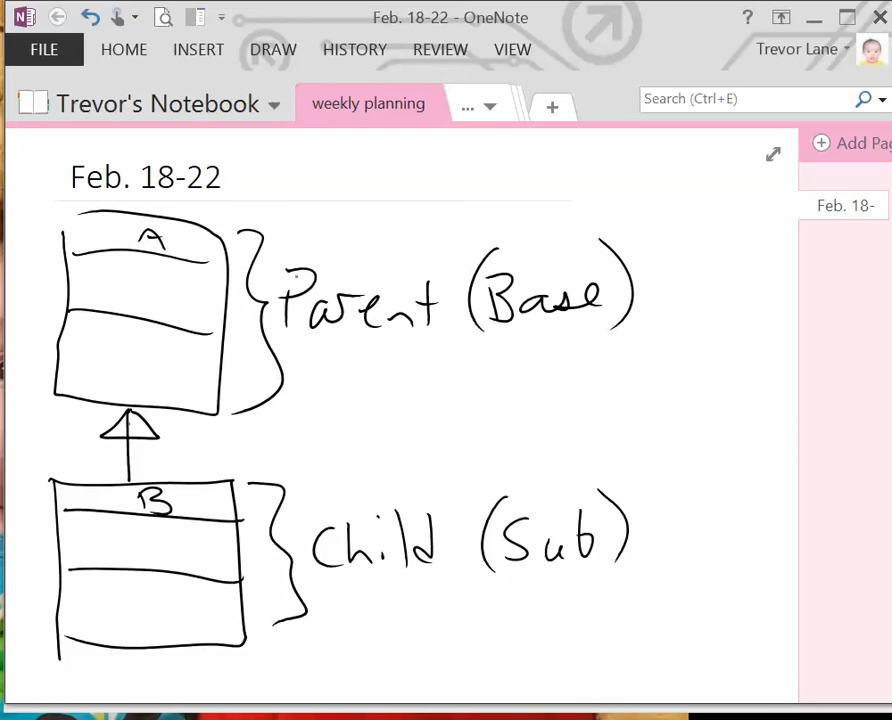 Feb. 18-22 - OneNote
FILE HOME INSERT DRAW HISTORY REVIEW VIEW Trevor Lane
Trevor's Notebook weekly planning ... + Search (Ctrl+E)
Add Pag
Feb. 18-22
Feb. 18-
A
Parent (Base)
B
Child (Sub)